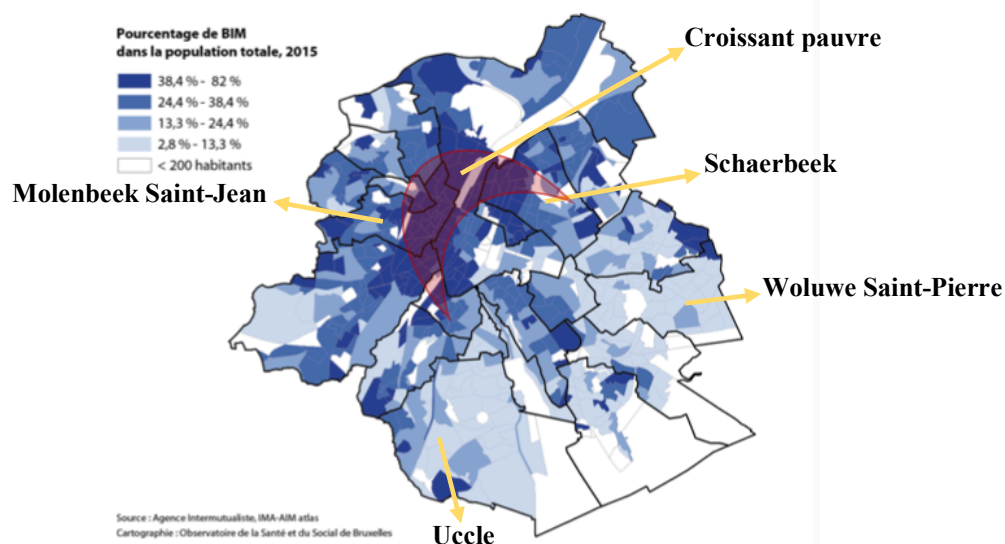 Pourcentage de BIM
dans la population totale, 2015
38,4 % - 82 %
24,4 % - 38,4 %
13,3 % - 24,4 %
2,8 % - 13,3 %
< 200 habitants
Croissant pauvre
Schaerbeek
Molenbeek Saint-Jean
Woluwe Saint-Pierre
Source : Agence Intermutualiste, IMA-AIM atlas
Cartographie : Observatoire de la Santé et du Social de Bruxelles
Uccle